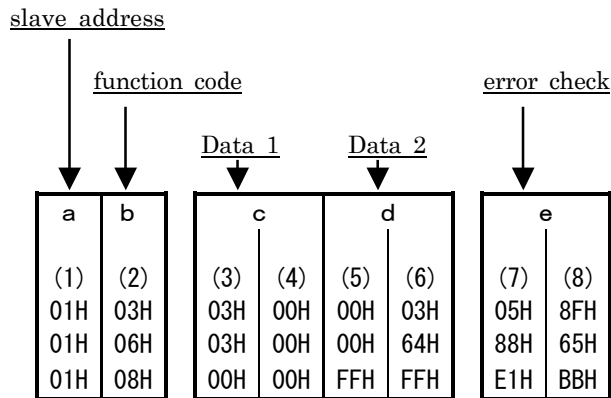 slave address
function code
error check
Data 1
Data 2
a b c d e
(1) (2) (3) (4) (5) (6) (7) (8)
01H 03H 03H 00H 00H 03H 05H 8FH
01H 06H 03H 00H 00H 64H 88H 65H
01H 08H 00H 00H FFH FFH E1H BBH